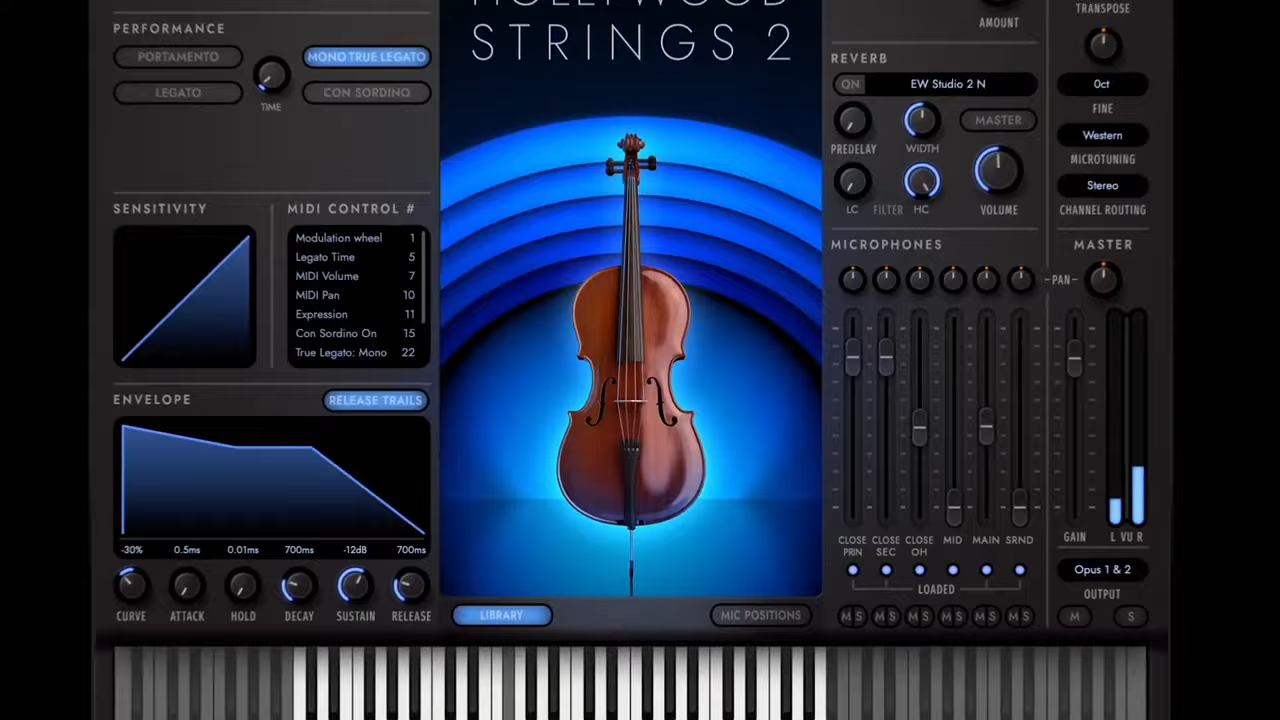 HOLLYWOOD
STRINGS 2
PERFORMANCE
PORTAMENTO
MONO TRUE LEGATO
LEGATO
CON SORDINO
TIME
SENSITIVITY
MIDI CONTROL #
Modulation wheel 1
Legato Time 5
MIDI Volume 7
MIDI Pan 10
Expression 11
Con Sordino On 15
True Legato: Mono 22
ENVELOPE
RELEASE TRAILS
-30% 0.5ms 0.01ms 700ms -12dB 700ms
CURVE ATTACK HOLD DECAY SUSTAIN RELEASE
LIBRARY
MIC POSITIONS
AMOUNT
REVERB
ON
EW Studio 2 N
PREDELAY
WIDTH
MASTER
LC FILTER HC
VOLUME
MICROPHONES
CLOSE PRIN
CLOSE SEC
CLOSE OH
MID
MAIN
SRND
LOADED
M S M S M S M S M S M S
TRANSPOSE
0ct
FINE
Western
MICROTUNING
Stereo
CHANNEL ROUTING
MASTER
-PAN-
GAIN
L VU R
Opus 1 & 2
OUTPUT
M S